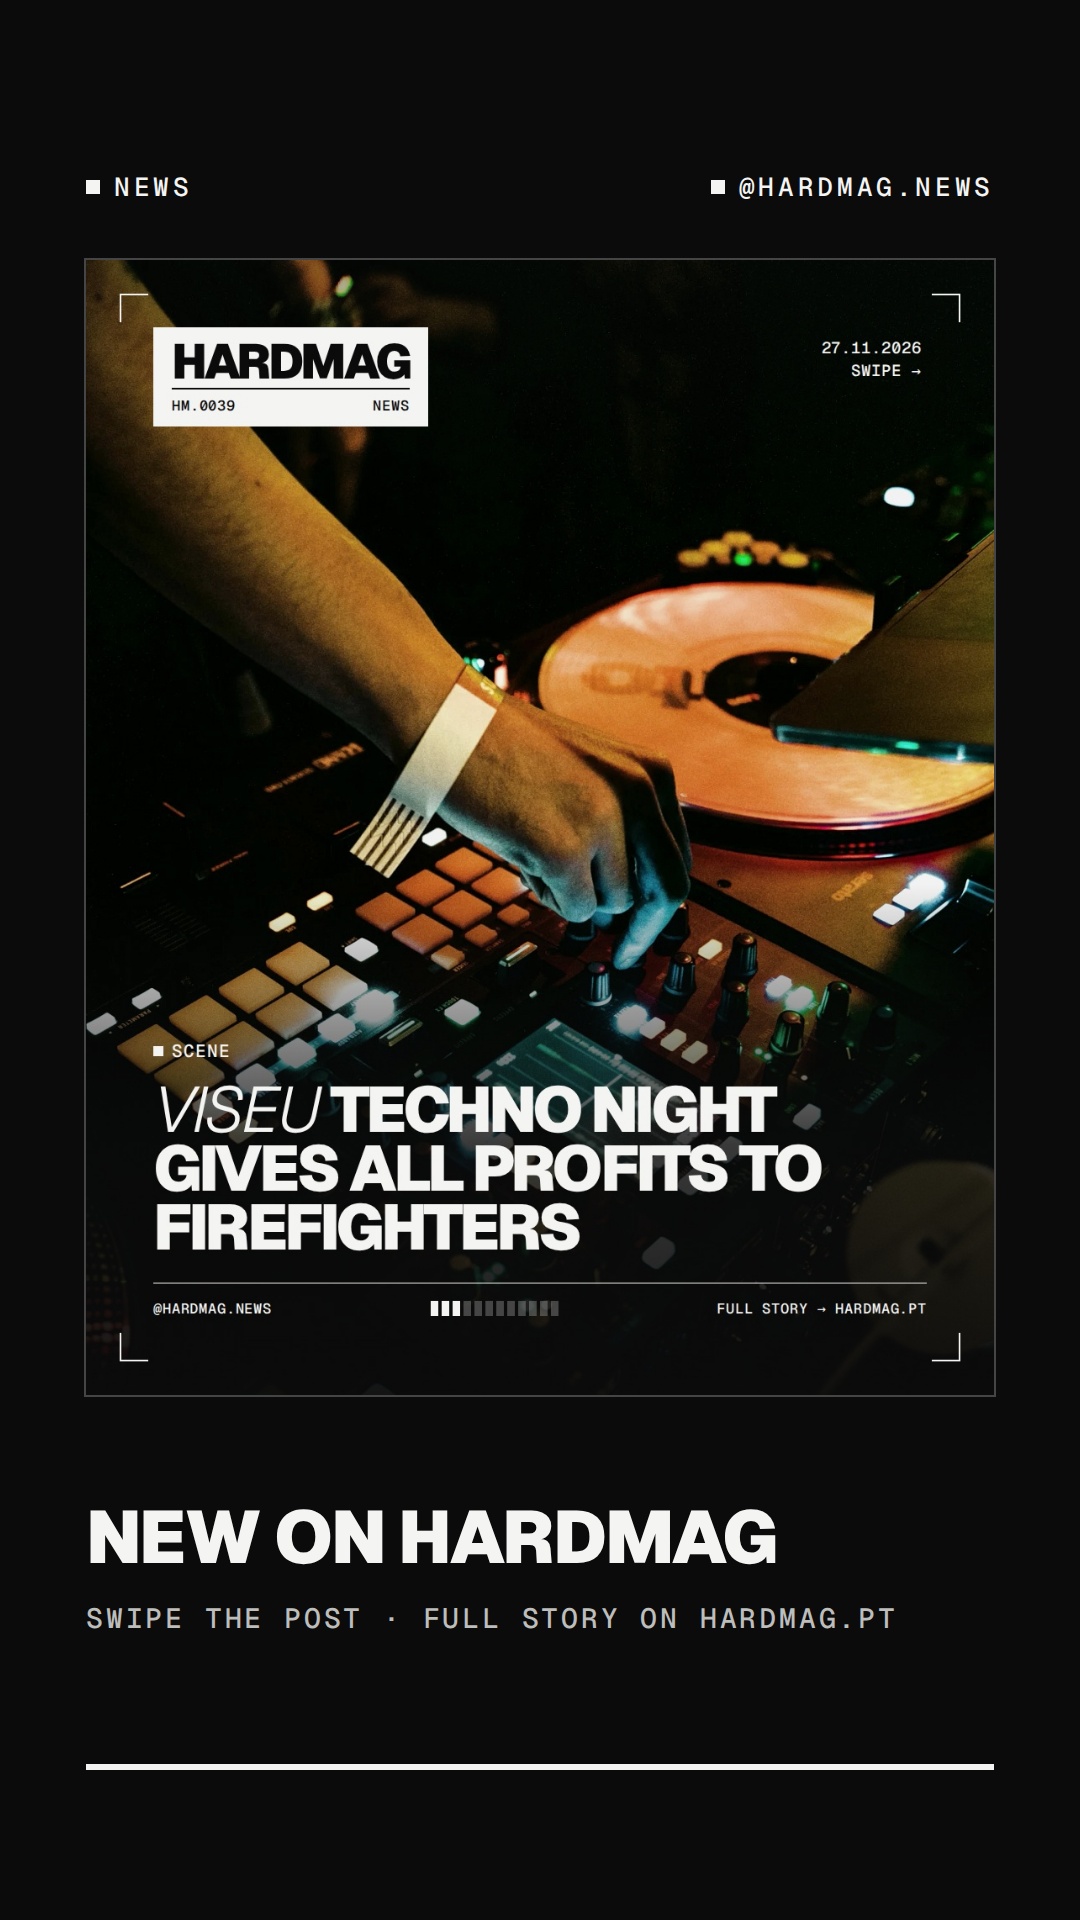 NEWS
@HARDMAG.NEWS
HARDMAG
HM.0039 NEWS
27.11.2026
SWIPE →
serato
SCENE
VISEU TECHNO NIGHT
GIVES ALL PROFITS TO
FIREFIGHTERS
@HARDMAG.NEWS
FULL STORY → HARDMAG.PT
NEW ON HARDMAG
SWIPE THE POST · FULL STORY ON HARDMAG.PT